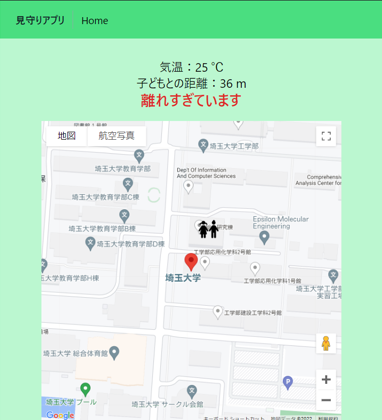 見守りアプリ Home
気温：25 ℃
子どもとの距離：36 m
離れすぎています
地図 航空写真
埼玉大学工学部
埼玉大学教育学部
Dep't Of Information
And Computer Sciences
Comprehens
Analysis Center fo
埼玉大学教育学部C棟
埼玉大学教育学部B棟
Epsilon Molecular
Engineering
研究棟
埼玉大学教育学部D棟
工学部応用化学科2号館
大学教育学部H棟
埼玉大学
工学部応用化学科1号館
埼玉大学工学部
実習工場
工学部建設工学科2号館
埼玉大学 総合体育館
埼玉大学 プール
埼玉大学 サークル会館
P
Google
キーボード ショートカット 地図データ ©2022 利用規約